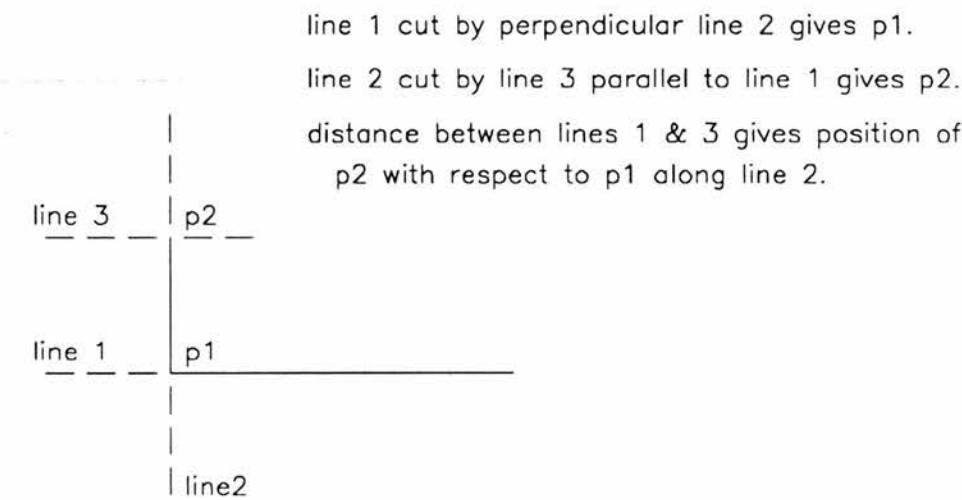 line 1 cut by perpendicular line 2 gives p1.
line 2 cut by line 3 parallel to line 1 gives p2.
distance between lines 1 & 3 gives position of
p2 with respect to p1 along line 2.
line 3
p2
line 1
p1
line2